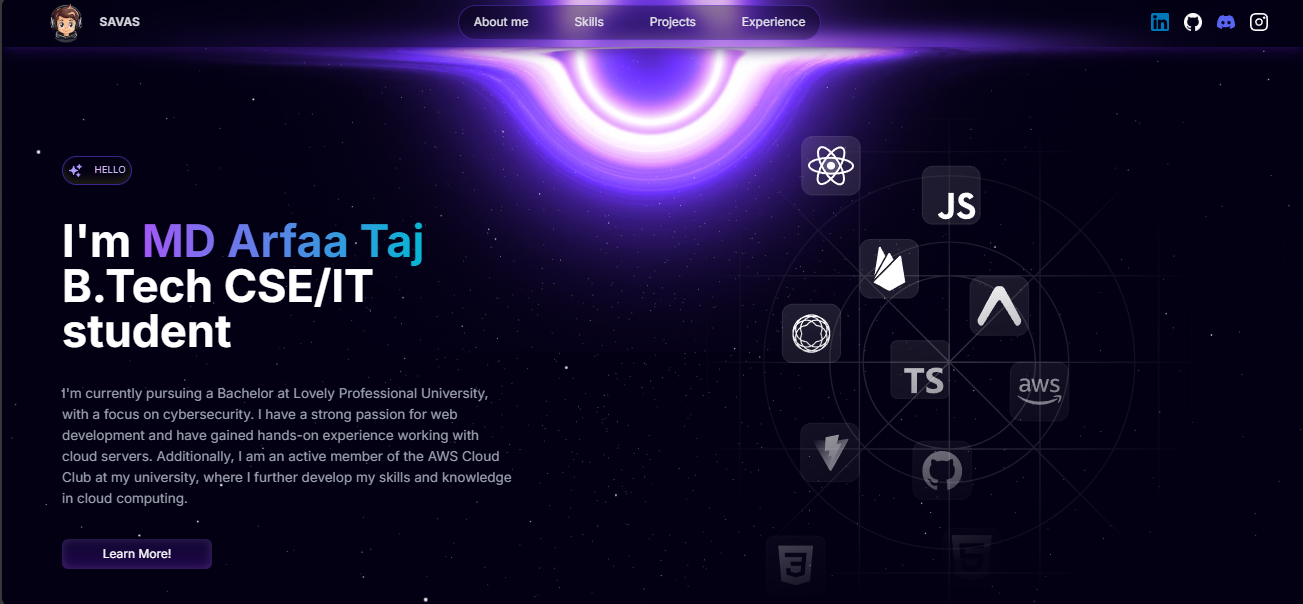 SAVAS
About me Skills Projects Experience
HELLO
I'm MD Arfaa Taj
B.Tech CSE/IT
student
I'm currently pursuing a Bachelor at Lovely Professional University,
with a focus on cybersecurity. I have a strong passion for web
development and have gained hands-on experience working with
cloud servers. Additionally, I am an active member of the AWS Cloud
Club at my university, where I further develop my skills and knowledge
in cloud computing.
Learn More!
JS
TS
aws
3